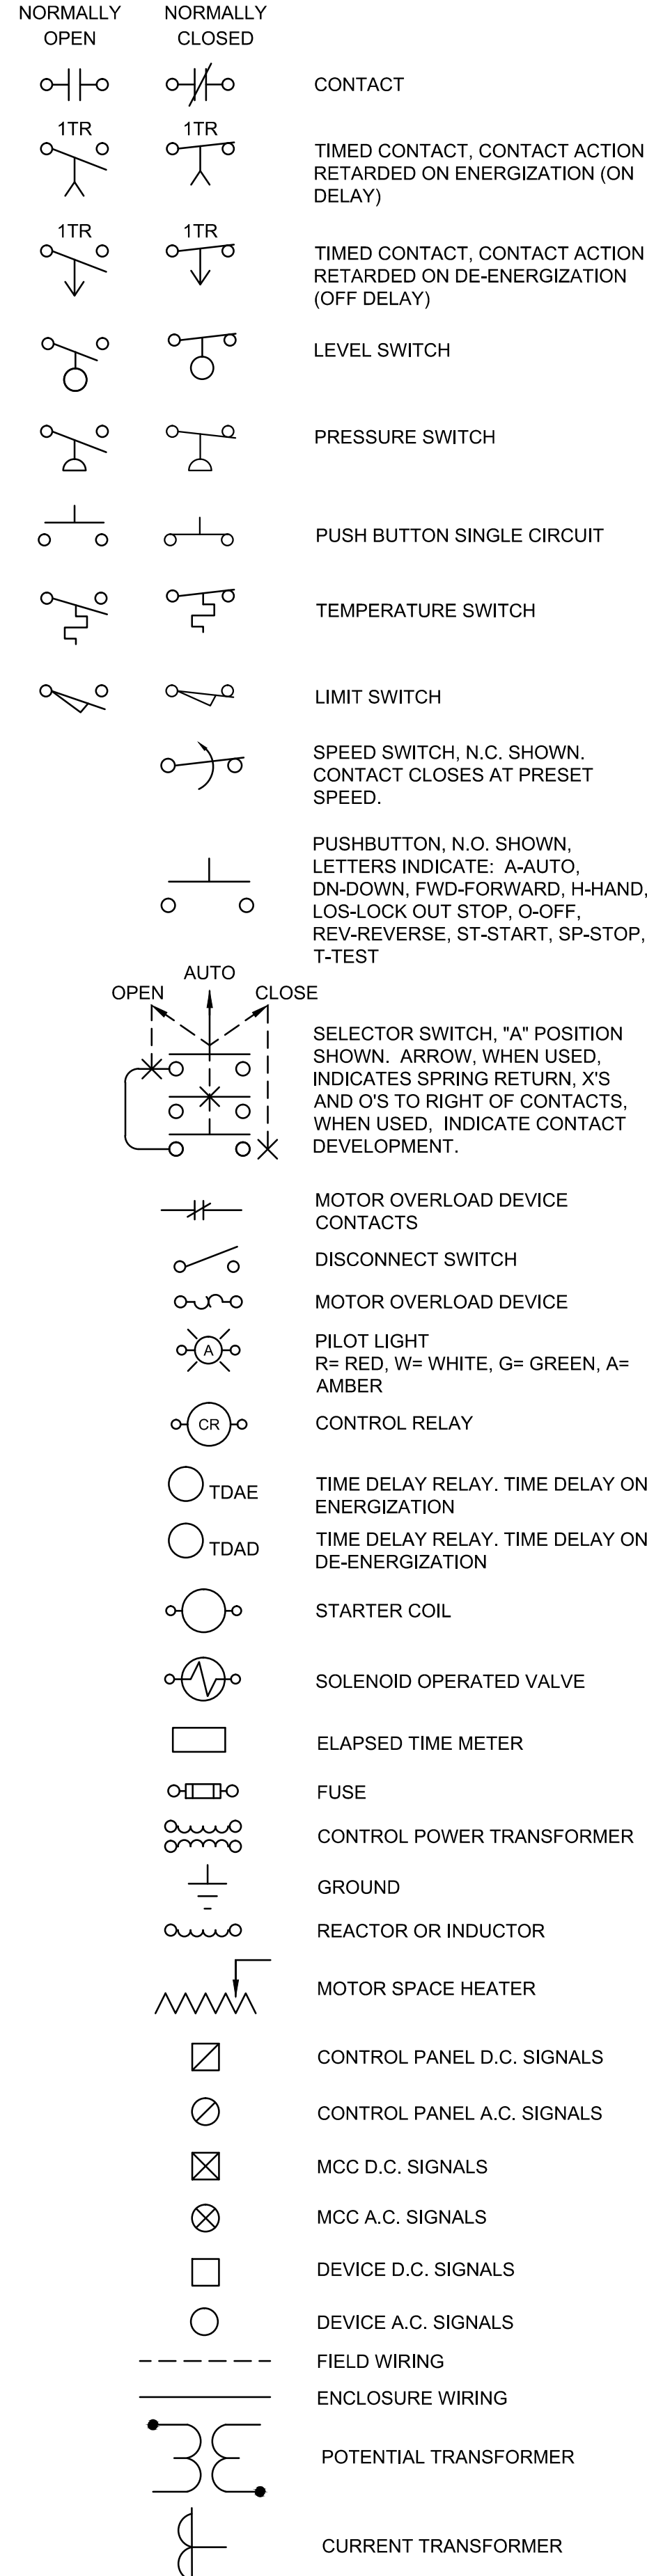 NORMALLY OPEN
NORMALLY CLOSED
CONTACT
1TR
1TR
TIMED CONTACT, CONTACT ACTION
RETARDED ON ENERGIZATION (ON
DELAY)
1TR
1TR
TIMED CONTACT, CONTACT ACTION
RETARDED ON DE-ENERGIZATION
(OFF DELAY)
LEVEL SWITCH
PRESSURE SWITCH
PUSH BUTTON SINGLE CIRCUIT
TEMPERATURE SWITCH
LIMIT SWITCH
SPEED SWITCH, N.C. SHOWN.
CONTACT CLOSES AT PRESET
SPEED.
PUSHBUTTON, N.O. SHOWN,
LETTERS INDICATE: A-AUTO,
DN-DOWN, FWD-FORWARD, H-HAND,
LOS-LOCK OUT STOP, O-OFF,
REV-REVERSE, ST-START, SP-STOP,
T-TEST
AUTO
OPEN
CLOSE
SELECTOR SWITCH, "A" POSITION
SHOWN. ARROW, WHEN USED,
INDICATES SPRING RETURN, X'S
AND O'S TO RIGHT OF CONTACTS,
WHEN USED, INDICATE CONTACT
DEVELOPMENT.
MOTOR OVERLOAD DEVICE
CONTACTS
DISCONNECT SWITCH
MOTOR OVERLOAD DEVICE
A
PILOT LIGHT
R= RED, W= WHITE, G= GREEN, A=
AMBER
CR
CONTROL RELAY
TDAE
TIME DELAY RELAY. TIME DELAY ON
ENERGIZATION
TDAD
TIME DELAY RELAY. TIME DELAY ON
DE-ENERGIZATION
STARTER COIL
SOLENOID OPERATED VALVE
ELAPSED TIME METER
FUSE
CONTROL POWER TRANSFORMER
GROUND
REACTOR OR INDUCTOR
MOTOR SPACE HEATER
CONTROL PANEL D.C. SIGNALS
CONTROL PANEL A.C. SIGNALS
MCC D.C. SIGNALS
MCC A.C. SIGNALS
DEVICE D.C. SIGNALS
DEVICE A.C. SIGNALS
FIELD WIRING
ENCLOSURE WIRING
POTENTIAL TRANSFORMER
CURRENT TRANSFORMER